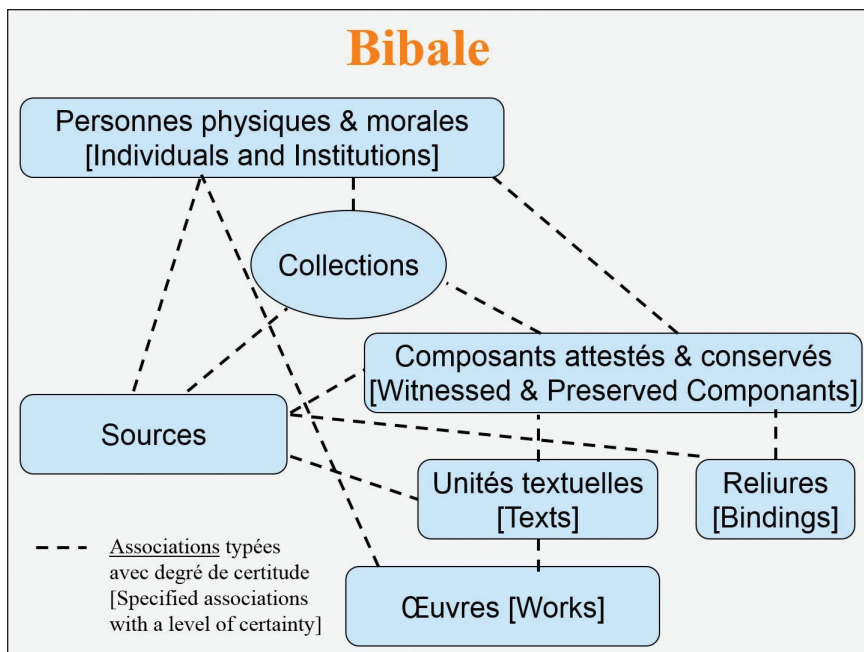 Bibale
Personnes physiques & morales
[Individuals and Institutions]
Collections
Composants attestés & conservés
[Witnessed & Preserved Componants]
Sources
Unités textuelles
[Texts]
Reliures
[Bindings]
Associations typées
avec degré de certitude
[Specified associations
with a level of certainty]
Œuvres [Works]